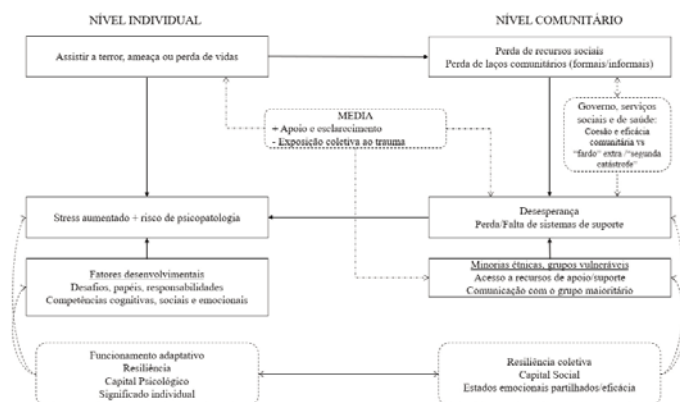 NÍVEL INDIVIDUAL
NÍVEL COMUNITÁRIO
Assistir a terror, ameaça ou perda de vidas
Perda de recursos sociais
Perda de laços comunitários (formais/informais)
MEDIA
+ Apoio e esclarecimento
- Exposição coletiva ao trauma
Governo, serviços
sociais e de saúde:
Coesão e eficácia
comunitária vs
"fardo" extra /"segunda
catástrofe"
Stress aumentado + risco de psicopatologia
Desesperança
Perda/Falta de sistemas de suporte
Fatores desenvolvimentais
Desafios, papéis, responsabilidades
Competências cognitivas, sociais e emocionais
Minorias étnicas, grupos vulneráveis
Acesso a recursos de apoio/suporte
Comunicação com o grupo maioritário
Funcionamento adaptativo
Resiliência
Capital Psicológico
Significado individual
Resiliência coletiva
Capital Social
Estados emocionais partilhados/eficácia